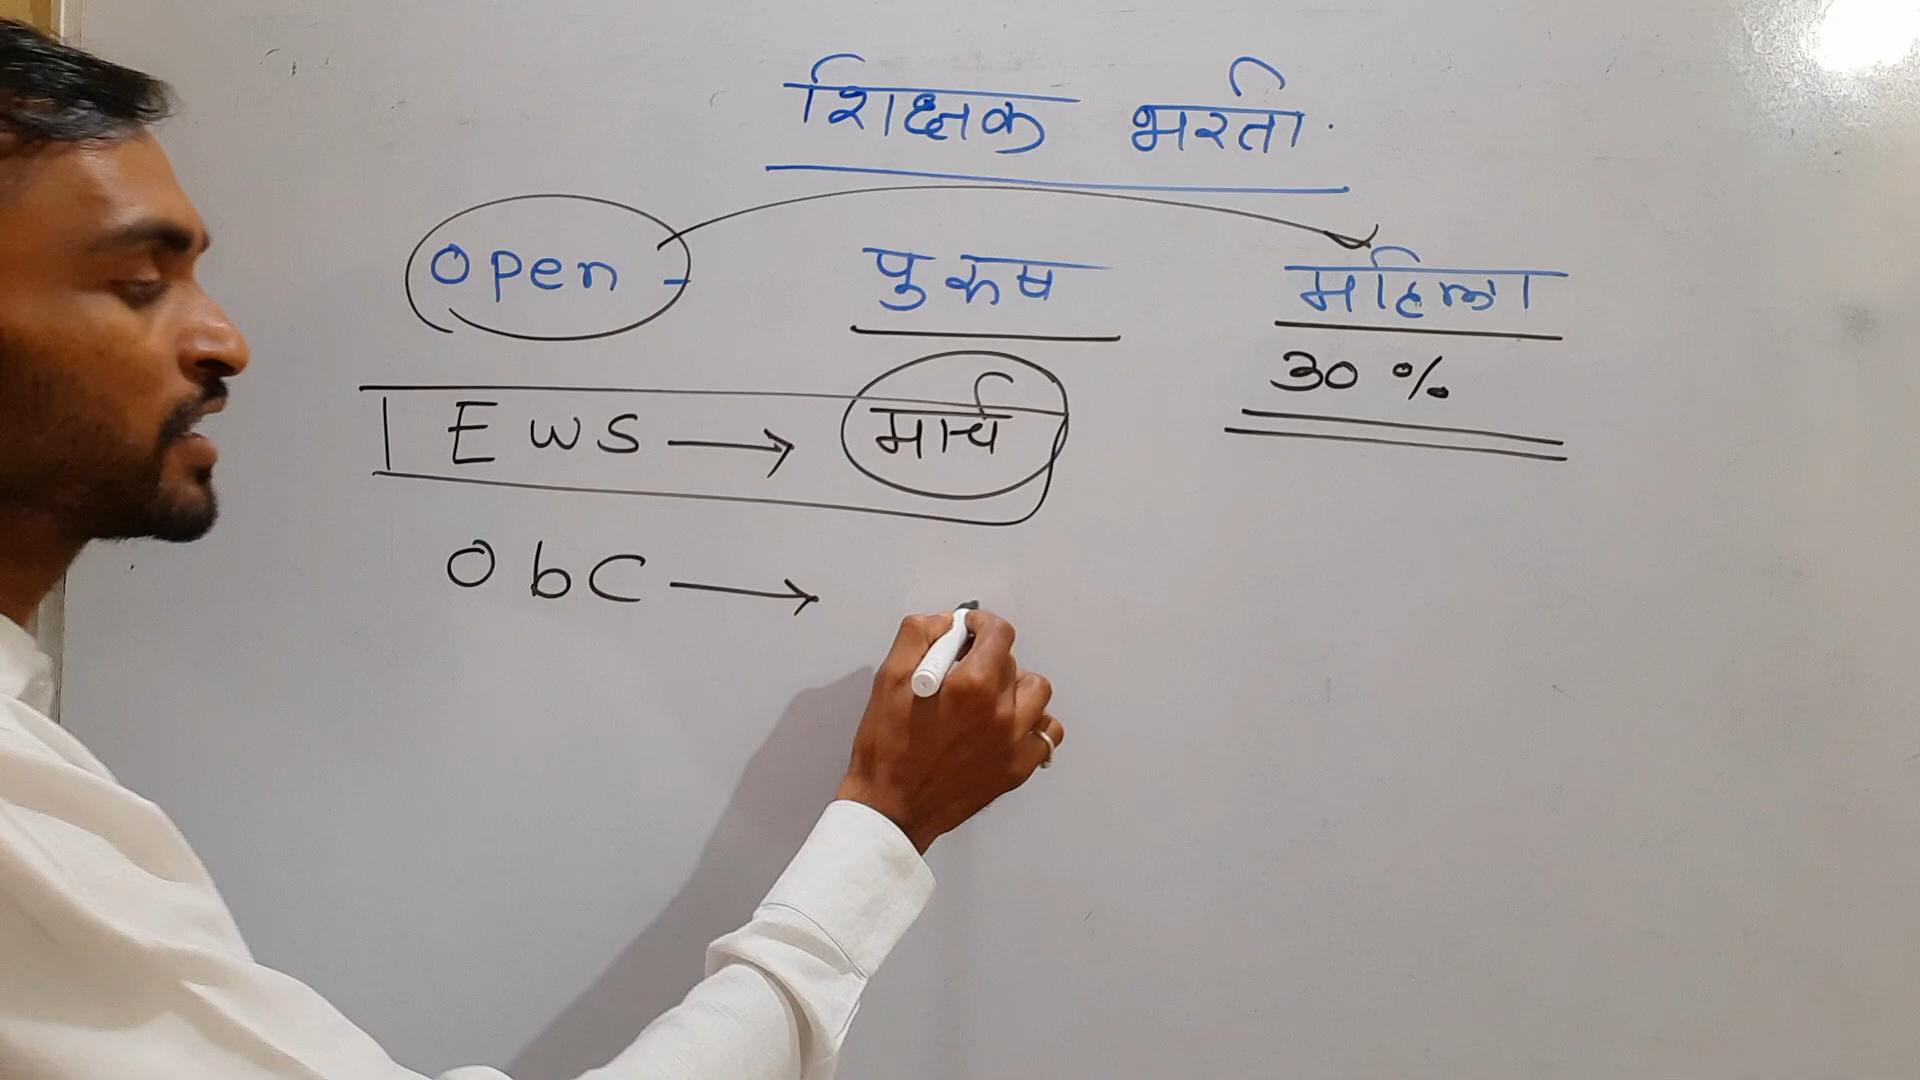 शिक्षक भरती.
open - पुरुष महिला
EWS → मार्च 30 %
ObC →